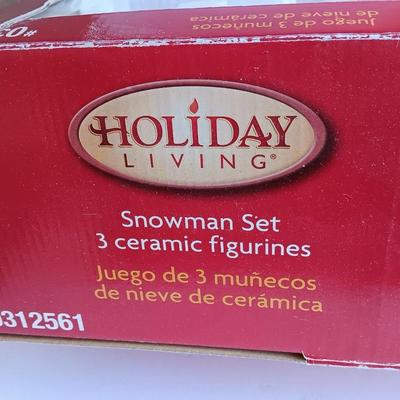 #03
Juego de 3 muñecos
de nieve de cerámica
HOLIDAY
LIVING®
Snowman Set
3 ceramic figurines
Juego de 3 muñecos
de nieve de cerámica
312561